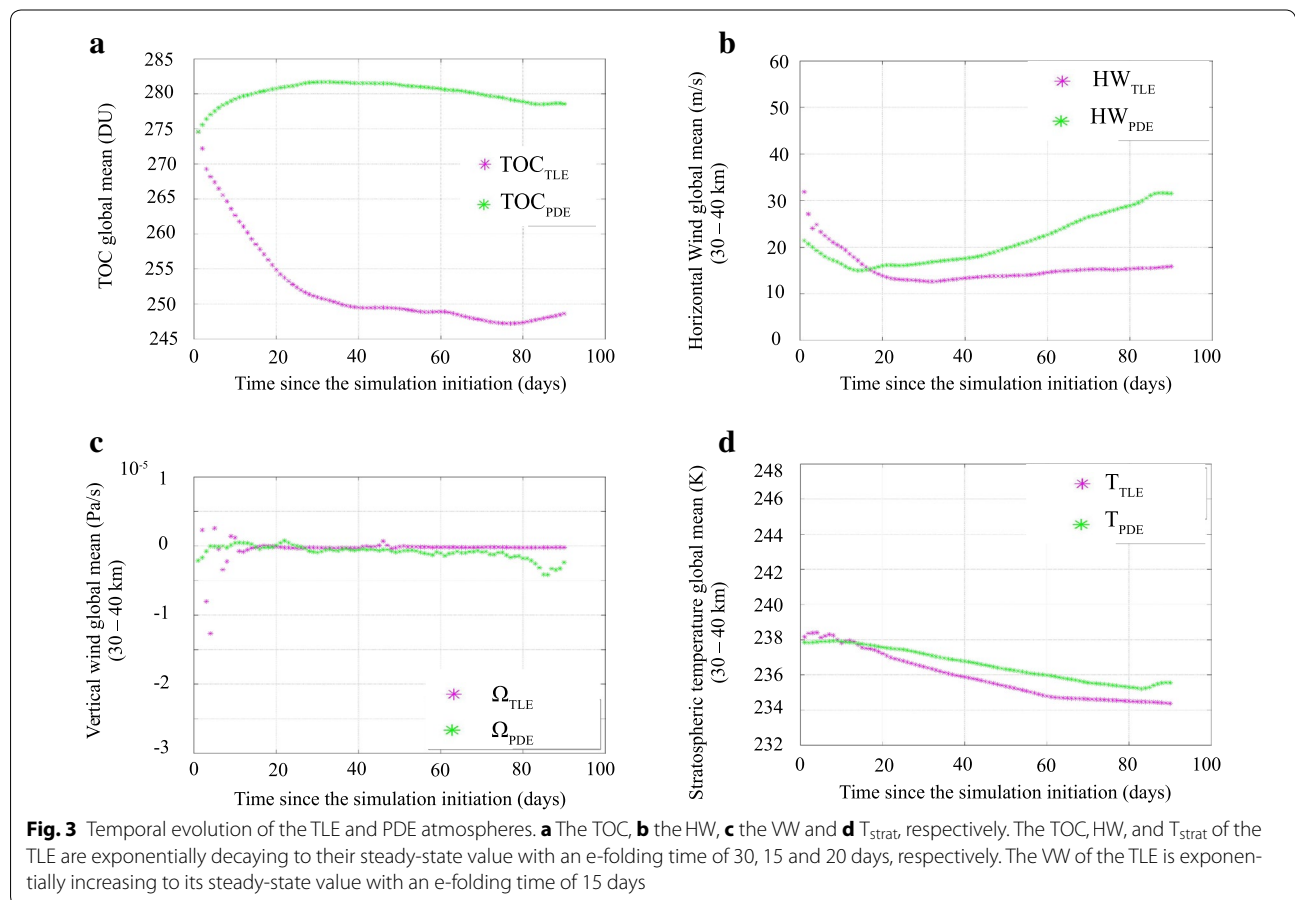 a
285
280
275
270
265
260
255
250
245
TOC global mean (DU)
TOC_TLE
TOC_PDE
0 20 40 60 80 100
Time since the simulation initiation (days)
b
60
50
40
30
20
10
0
Horizontal Wind global mean (m/s)
(30 – 40 km)
HW_TLE
HW_PDE
0 20 40 60 80 100
Time since the simulation initiation (days)
c
10^-5
1
0
-1
-2
-3
Vertical wind global mean (Pa/s)
(30 – 40 km)
Ω_TLE
Ω_PDE
0 20 40 60 80 100
Time since the simulation initiation (days)
d
248
246
244
242
240
238
236
234
232
Stratospheric temperature global mean (K)
(30 – 40 km)
T_TLE
T_PDE
0 20 40 60 80 100
Time since the simulation initiation (days)
Fig. 3 Temporal evolution of the TLE and PDE atmospheres. a The TOC, b the HW, c the VW and d T_strat, respectively. The TOC, HW, and T_strat of the
TLE are exponentially decaying to their steady-state value with an e-folding time of 30, 15 and 20 days, respectively. The VW of the TLE is exponen-
tially increasing to its steady-state value with an e-folding time of 15 days